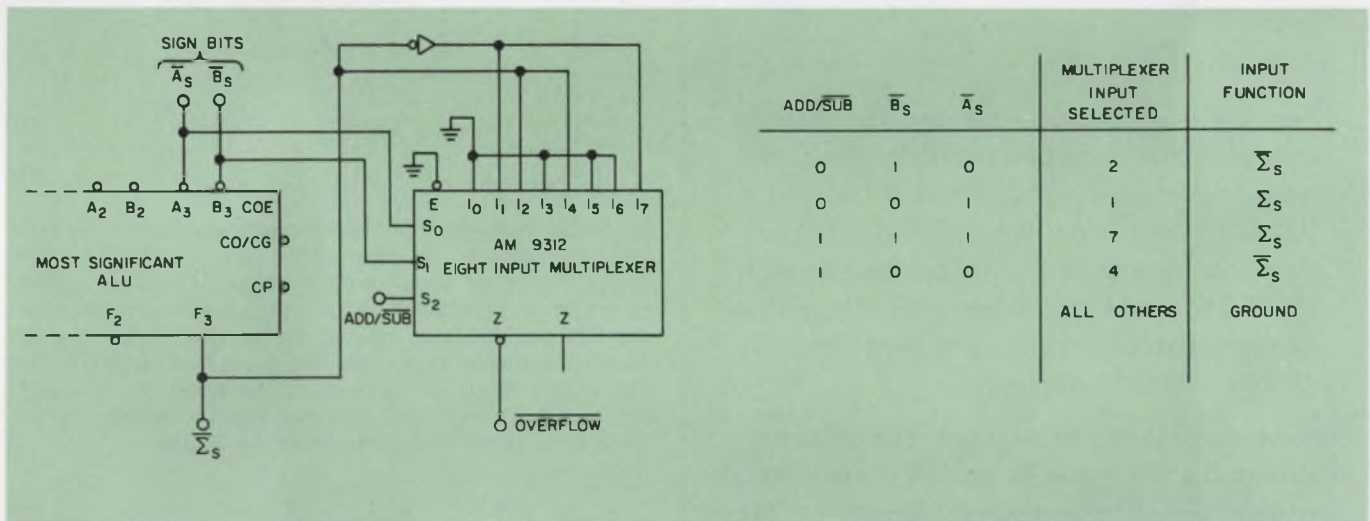 SIGN BITS
A̅S B̅S
A2 B2 A3 B3 COE
CO/CG
MOST SIGNIFICANT
ALU
CP
F2 F3
Σ̅S
E I0 I1 I2 I3 I4 I5 I6 I7
S0
AM 9312
S1 EIGHT INPUT MULTIPLEXER
S2
ADD/S̅U̅B̅
Z Z
O̅V̅E̅R̅F̅L̅O̅W̅
ADD/S̅U̅B̅ B̅S A̅S MULTIPLEXER INPUT SELECTED INPUT FUNCTION
0 1 0 2 Σ̅S
0 0 1 1 ΣS
1 1 1 7 ΣS
1 0 0 4 Σ̅S
ALL OTHERS GROUND